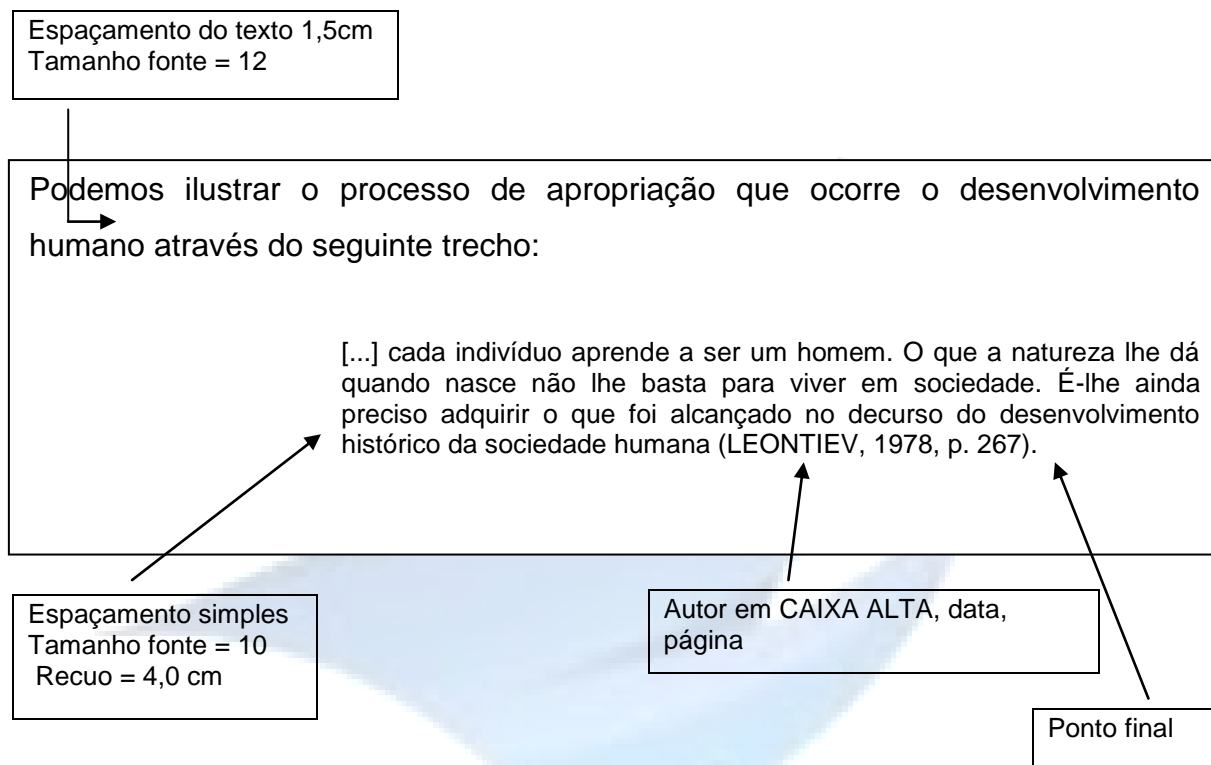 Espaçamento do texto 1,5cm
Tamanho fonte = 12
Podemos ilustrar o processo de apropriação que ocorre o desenvolvimento
humano através do seguinte trecho:
[...] cada indivíduo aprende a ser um homem. O que a natureza lhe dá
quando nasce não lhe basta para viver em sociedade. É-lhe ainda
preciso adquirir o que foi alcançado no decurso do desenvolvimento
histórico da sociedade humana (LEONTIEV, 1978, p. 267).
Espaçamento simples
Tamanho fonte = 10
Recuo = 4,0 cm
Autor em CAIXA ALTA, data,
página
Ponto final